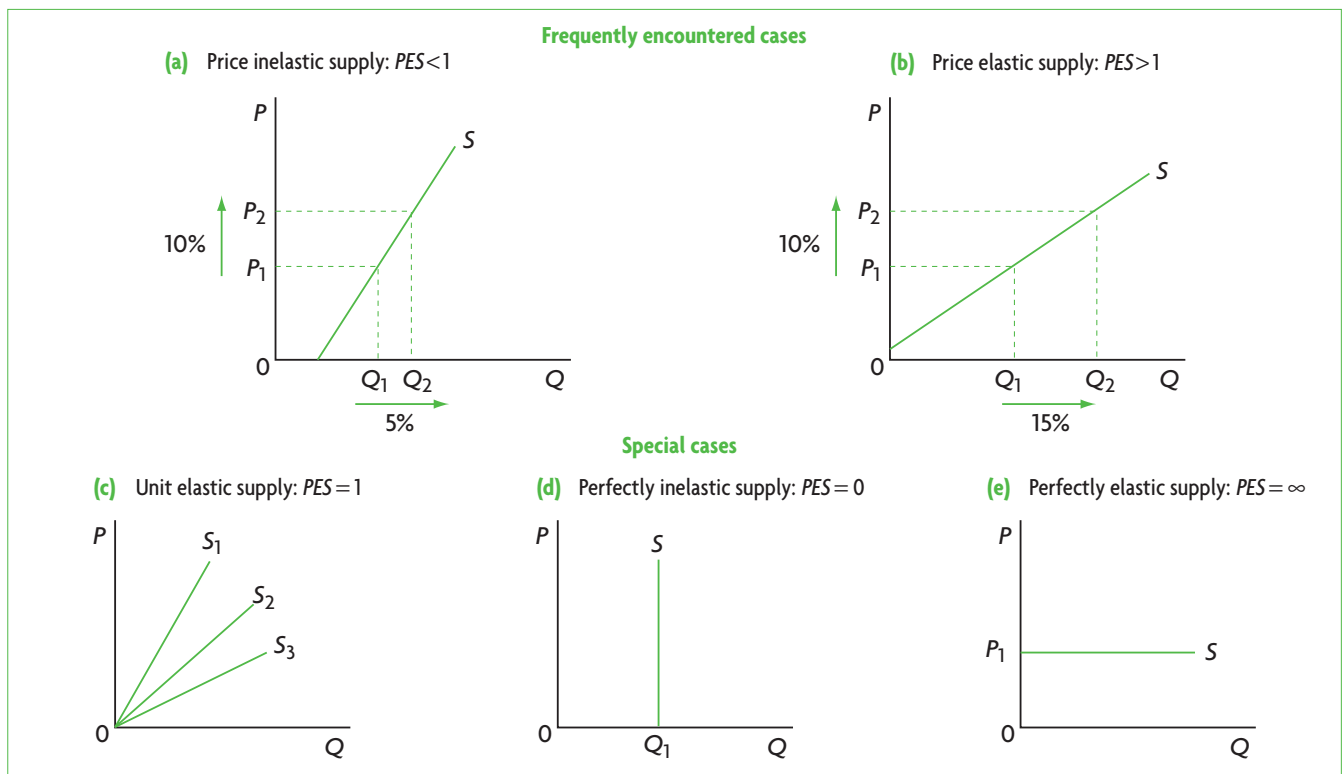 Frequently encountered cases
(a) Price inelastic supply: PES<1
P
S
P₂
10%
P₁
0
Q₁ Q₂ Q
5%
(b) Price elastic supply: PES>1
P
S
P₂
10%
P₁
0
Q₁ Q₂ Q
15%
Special cases
(c) Unit elastic supply: PES = 1
P
S₁
S₂
S₃
0
Q
(d) Perfectly inelastic supply: PES = 0
P
S
0
Q₁ Q
(e) Perfectly elastic supply: PES = ∞
P
P₁ S
0
Q